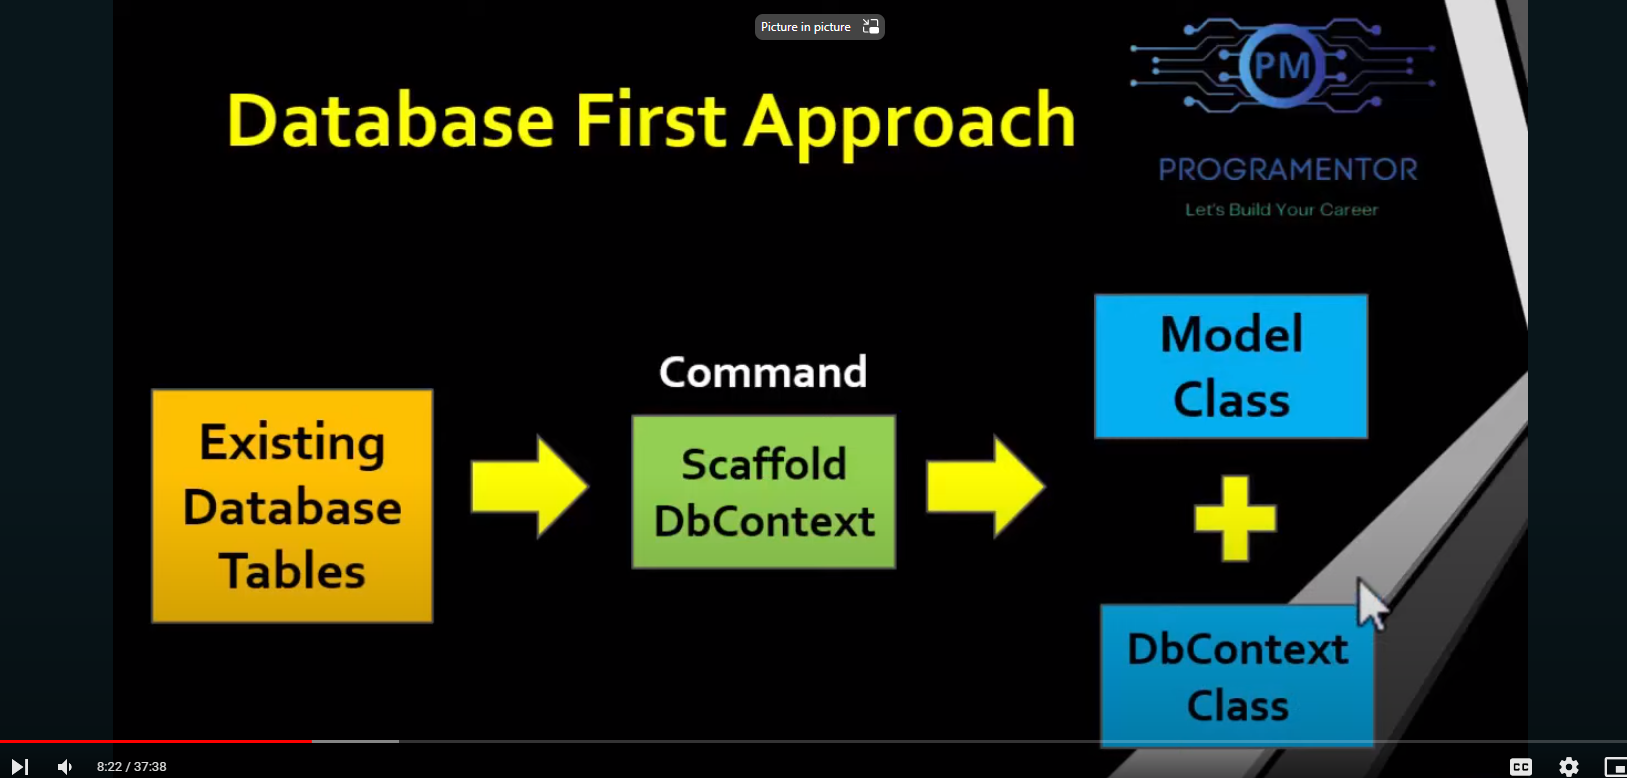 Picture in picture
PM
Database First Approach
PROGRAMENTOR
Let's Build Your Career
Existing
Database
Tables
Command
Scaffold
DbContext
Model
Class
DbContext
Class
8:22 / 37:38
CC